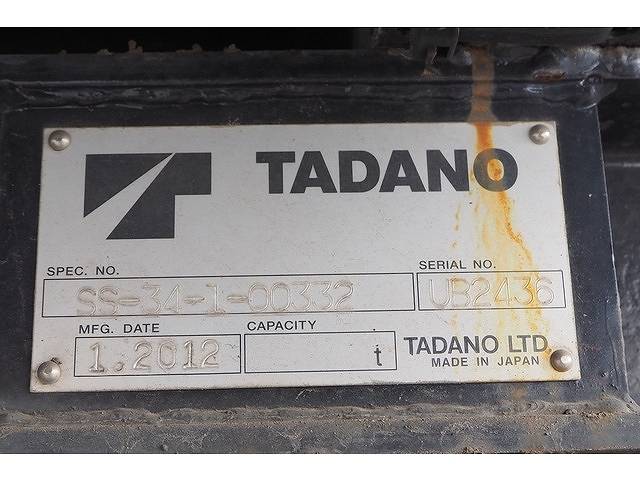 TADANO
SPEC. NO.
SERIAL NO.
SS-34-1-00332
UB2436
MFG. DATE
CAPACITY
1.2012
t
TADANO LTD.
MADE IN JAPAN